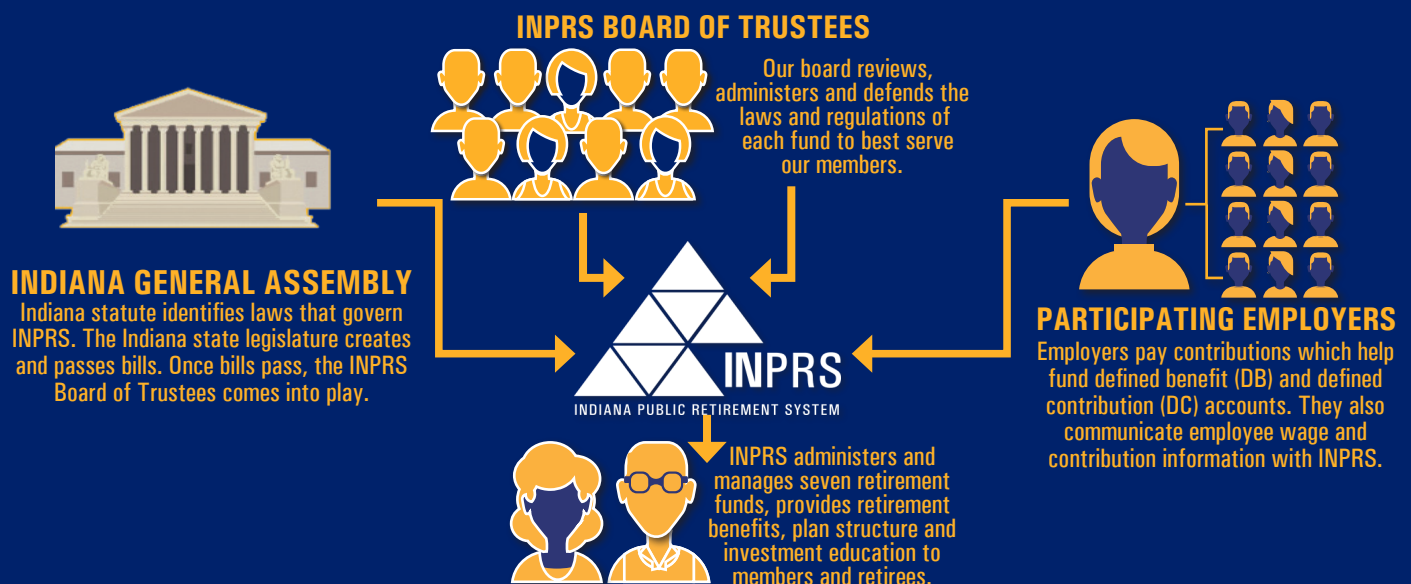 INPRS BOARD OF TRUSTEES
Our board reviews,
administers and defends the
laws and regulations of
each fund to best serve
our members.
INDIANA GENERAL ASSEMBLY
Indiana statute identifies laws that govern
INPRS. The Indiana state legislature creates
and passes bills. Once bills pass, the INPRS
Board of Trustees comes into play.
PARTICIPATING EMPLOYERS
Employers pay contributions which help
fund defined benefit (DB) and defined
contribution (DC) accounts. They also
communicate employee wage and
contribution information with INPRS.
INPRS
INDIANA PUBLIC RETIREMENT SYSTEM
INPRS administers and
manages seven retirement
funds, provides retirement
benefits, plan structure and
investment education to
members and retirees.